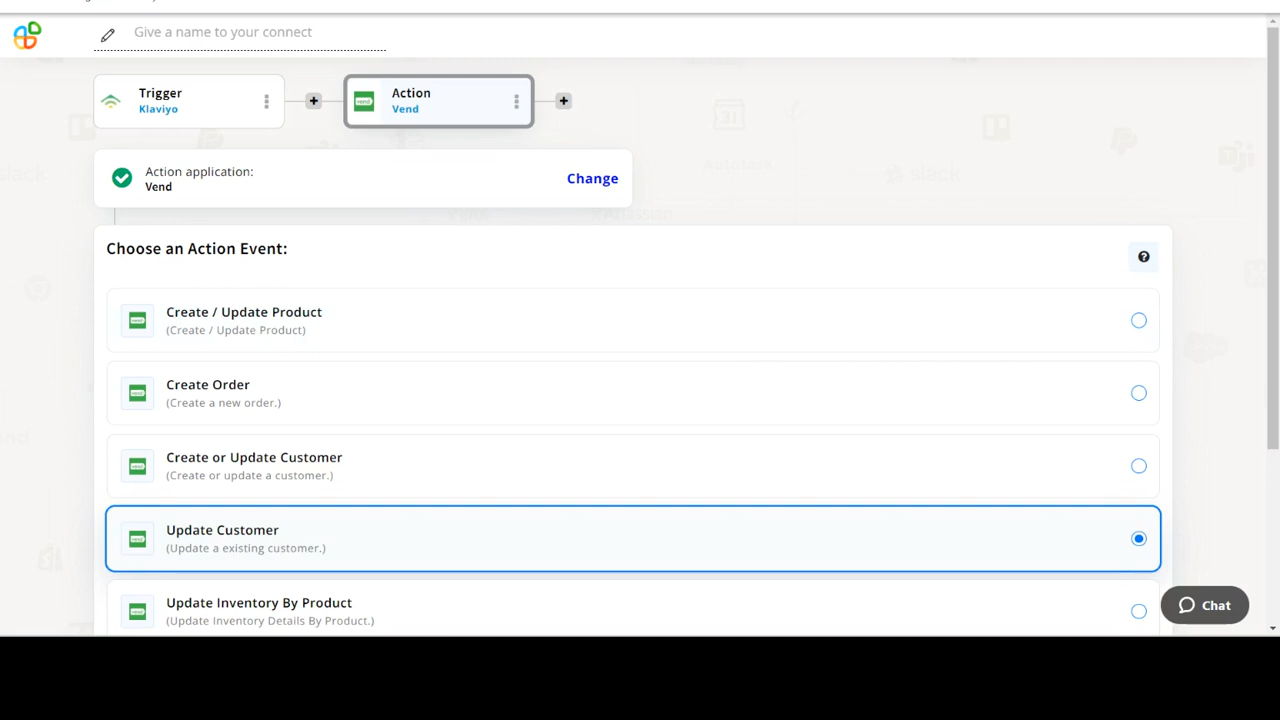 Give a name to your connect
Trigger
Klaviyo
Action
Vend
Action application:
Vend
Change
Choose an Action Event:
Create / Update Product
(Create / Update Product)
Create Order
(Create a new order.)
Create or Update Customer
(Create or update a customer.)
Update Customer
(Update a existing customer.)
Update Inventory By Product
(Update Inventory Details By Product.)
Chat
slack